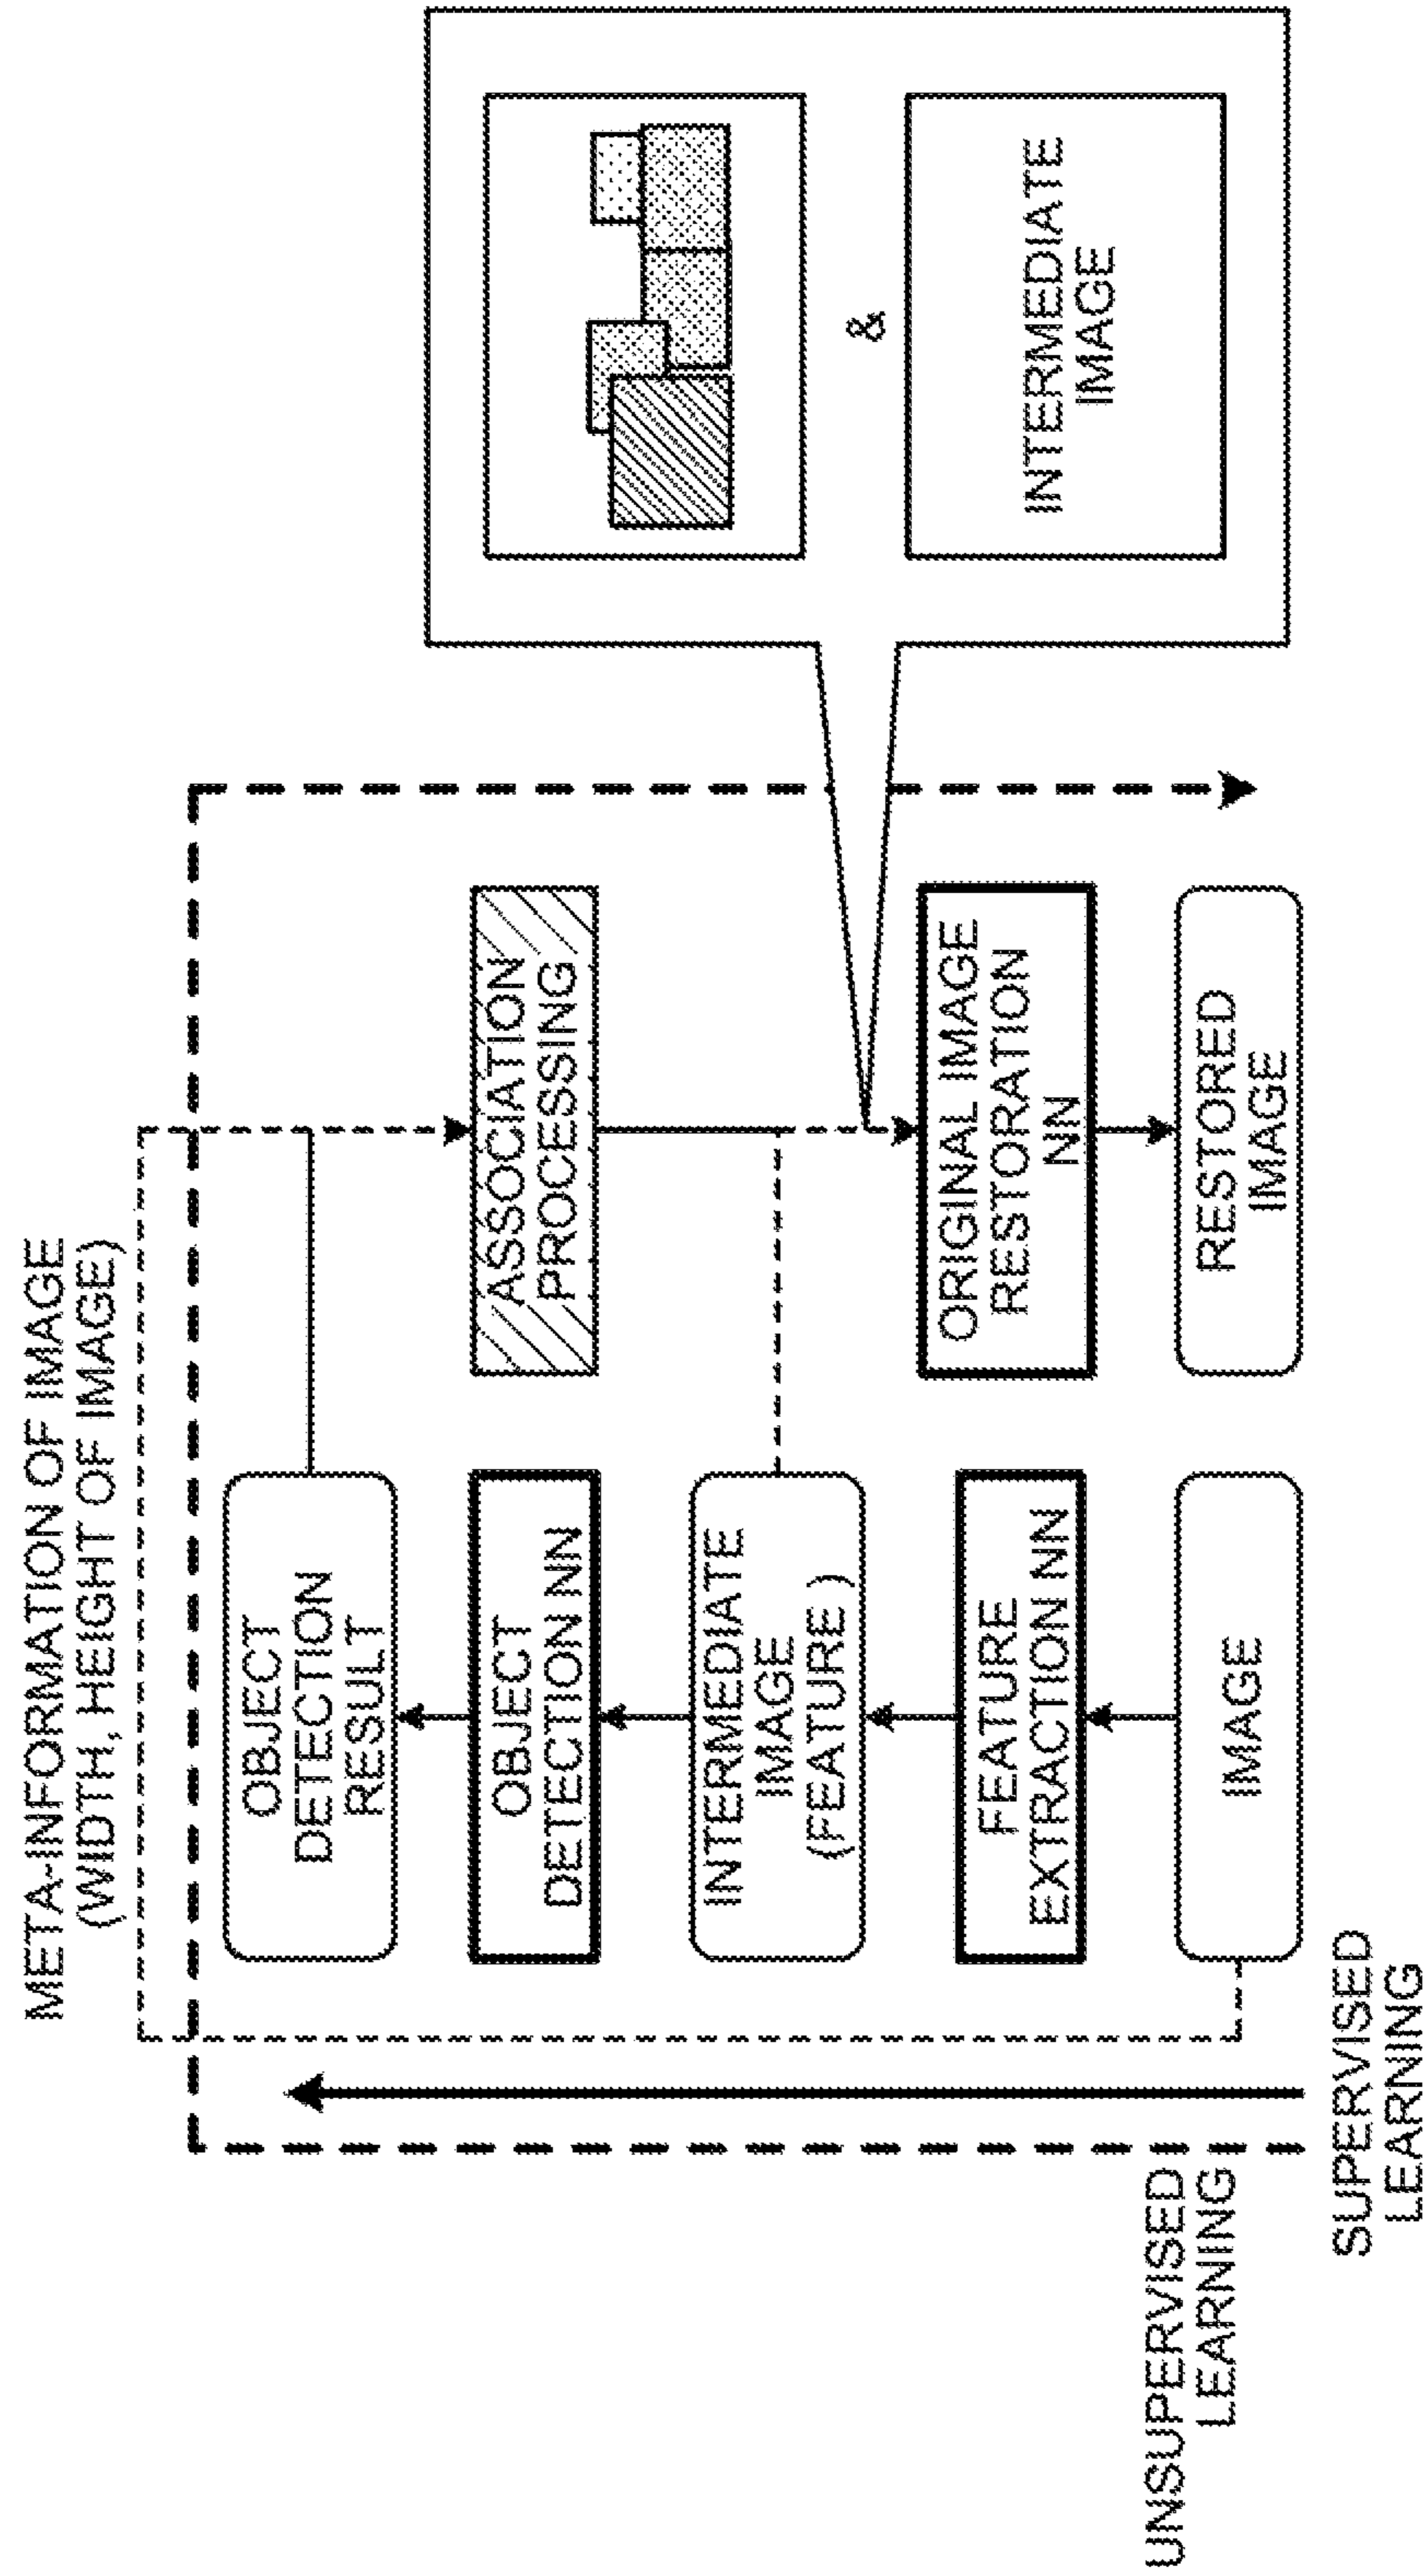 META-INFORMATION OF IMAGE
(WIDTH, HEIGHT OF IMAGE)
OBJECT
DETECTION
RESULT
OBJECT
DETECTION NN
INTERMEDIATE
IMAGE
(FEATURE )
FEATURE
EXTRACTION NN
IMAGE
ASSOCIATION
PROCESSING
ORIGINAL IMAGE
RESTORATION
NN
RESTORED
IMAGE
&
INTERMEDIATE
IMAGE
UNSUPERVISED
LEARNING
SUPERVISED
LEARNING